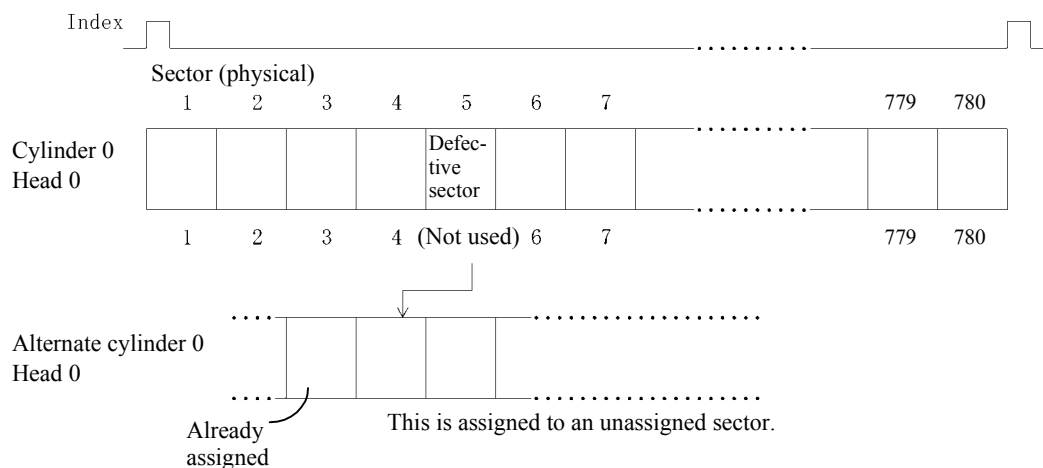 Index
Sector (physical)
1 2 3 4 5 6 7 779 780
Cylinder 0
Head 0
Defec-
tive
sector
1 2 3 4 (Not used) 6 7 779 780
Alternate cylinder 0
Head 0
Already
assigned
This is assigned to an unassigned sector.